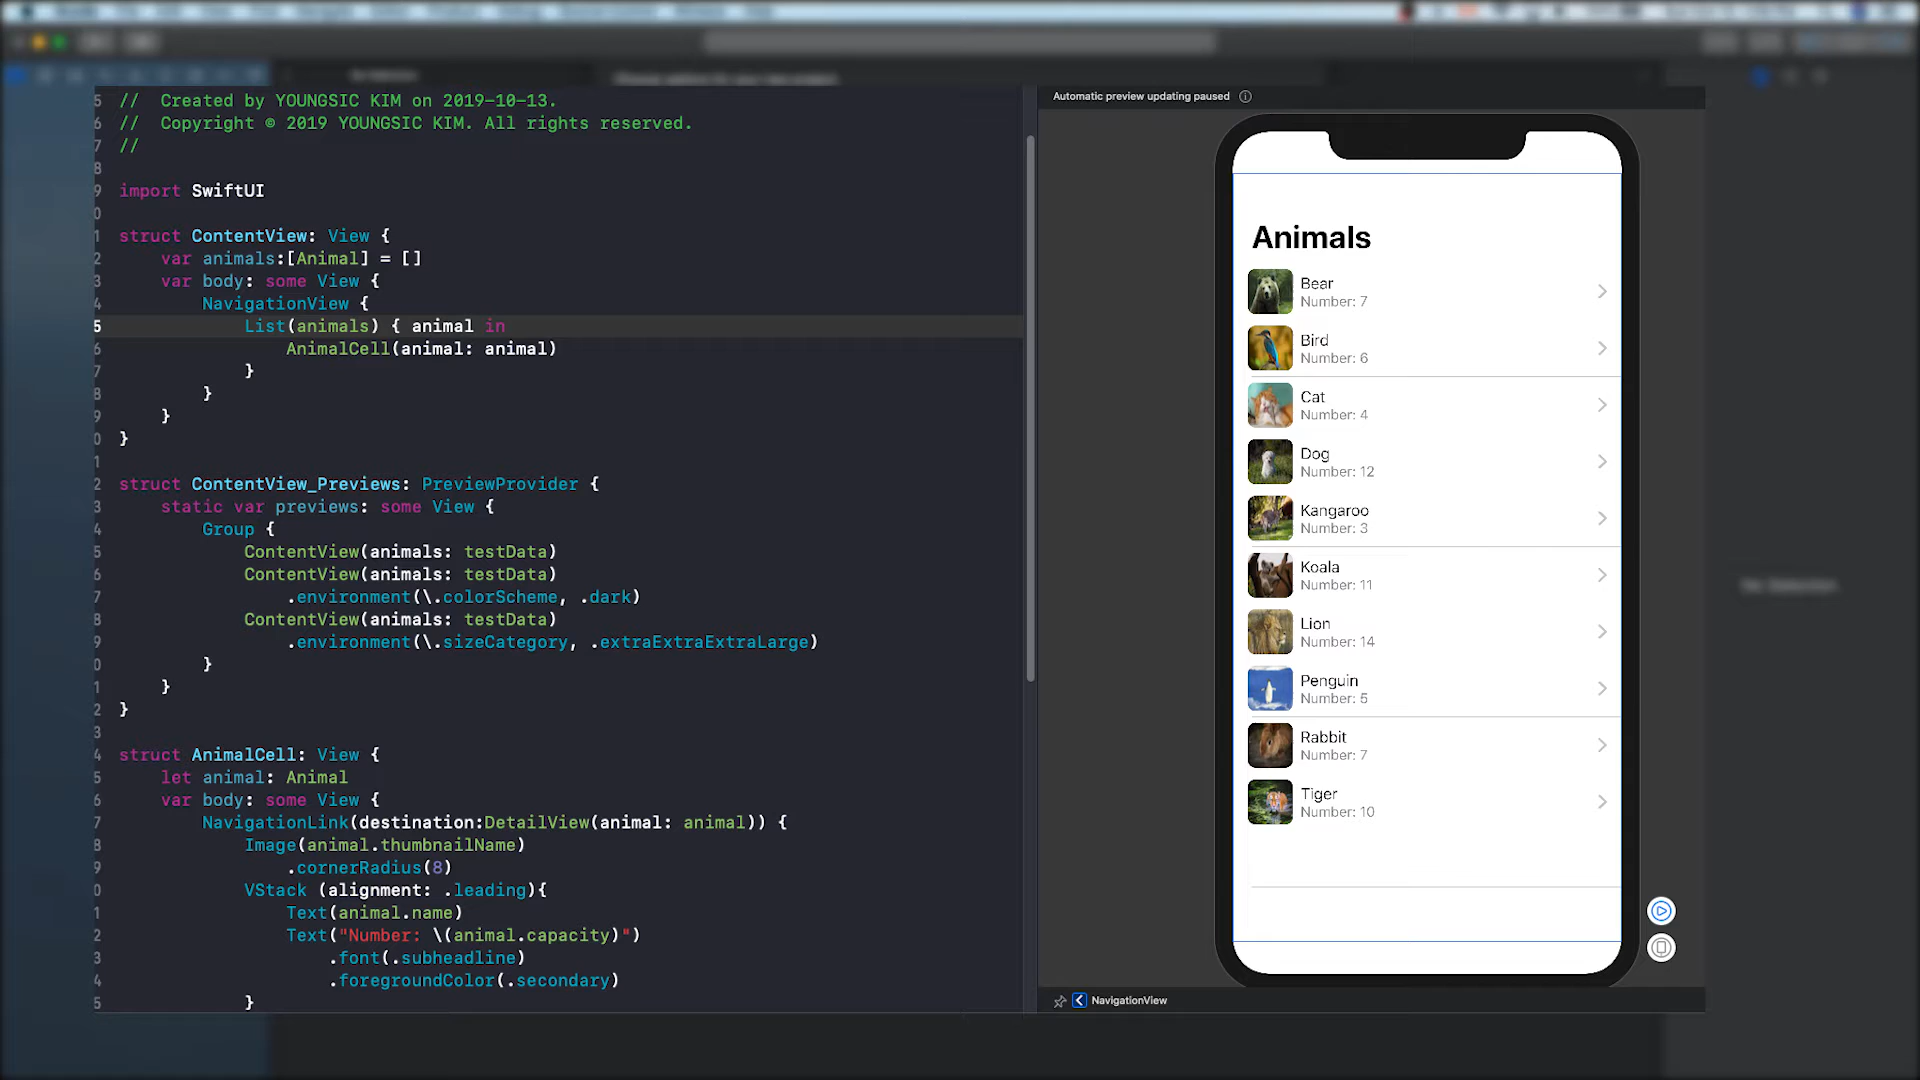 5 //  Created by YOUNGSIC KIM on 2019-10-13.
6 //  Copyright © 2019 YOUNGSIC KIM. All rights reserved.
7 //
8
9 import SwiftUI
0
1 struct ContentView: View {
2     var animals:[Animal] = []
3     var body: some View {
4         NavigationView {
5             List(animals) { animal in
6                 AnimalCell(animal: animal)
7             }
8         }
9     }
0 }
1
2 struct ContentView_Previews: PreviewProvider {
3     static var previews: some View {
4         Group {
5             ContentView(animals: testData)
6             ContentView(animals: testData)
7                 .environment(\.colorScheme, .dark)
8             ContentView(animals: testData)
9                 .environment(\.sizeCategory, .extraExtraExtraLarge)
0         }
1     }
2 }
3
4 struct AnimalCell: View {
5     let animal: Animal
6     var body: some View {
7         NavigationLink(destination:DetailView(animal: animal)) {
8             Image(animal.thumbnailName)
9                 .cornerRadius(8)
0             VStack (alignment: .leading){
1                 Text(animal.name)
2                 Text("Number: \(animal.capacity)")
3                     .font(.subheadline)
4                     .foregroundColor(.secondary)
5             }
Automatic preview updating paused
Animals
Bear
Number: 7
Bird
Number: 6
Cat
Number: 4
Dog
Number: 12
Kangaroo
Number: 3
Koala
Number: 11
Lion
Number: 14
Penguin
Number: 5
Rabbit
Number: 7
Tiger
Number: 10
NavigationView